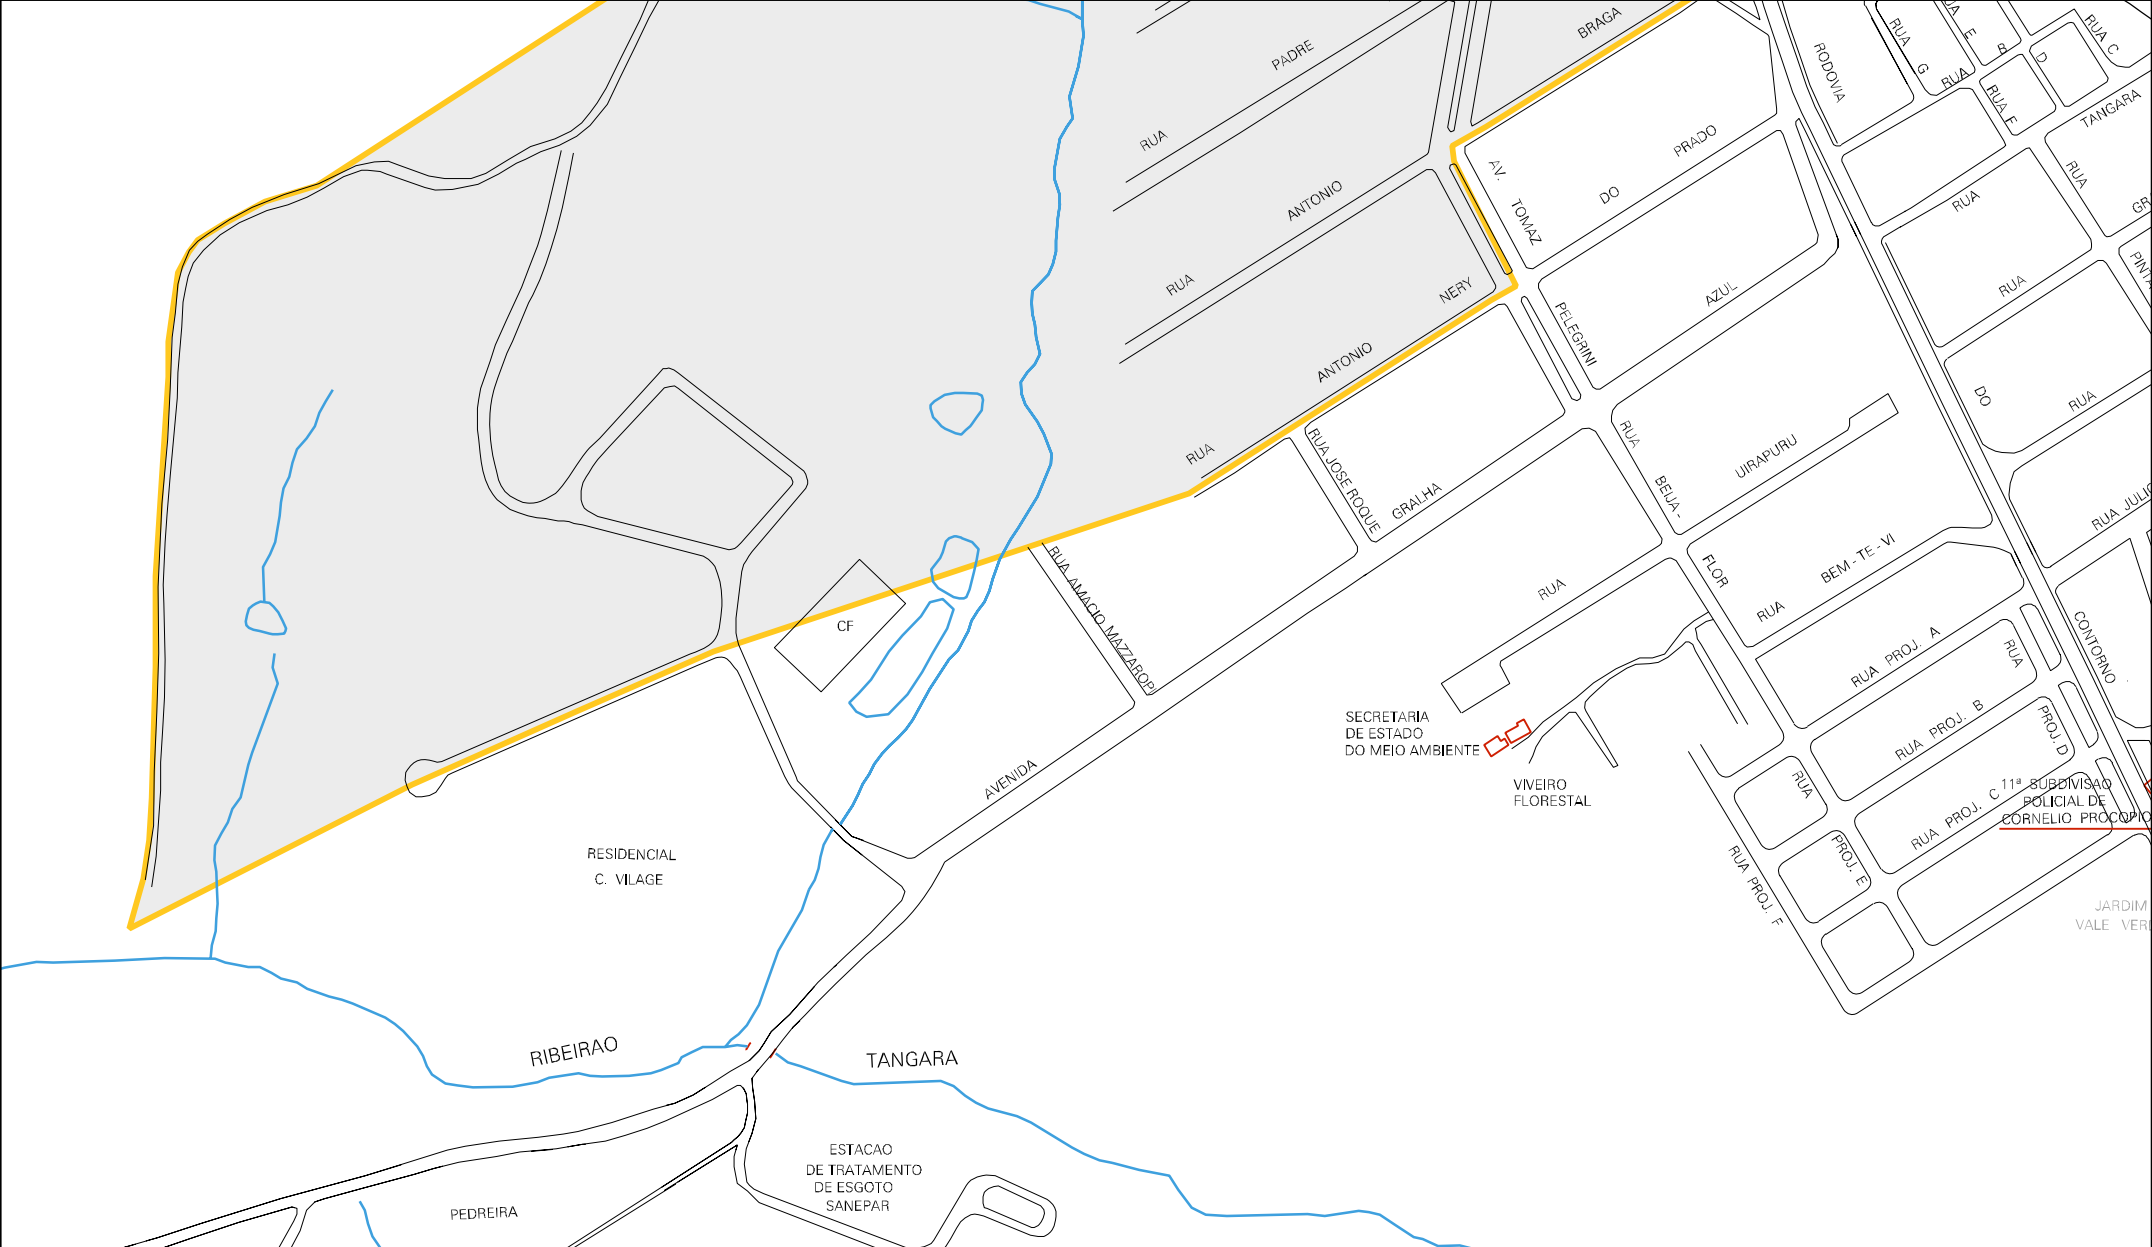 BRAGA
PADRE
RUA
ANTONIO
RUA
NERY
ANTONIO
RUA
AV. TOMAZ
PELEGRINI
PRADO
DO
AZUL
RUA JOSE ROQUE
GRALHA
RUA
RUA AMACIO MAZZAROPI
AVENIDA
RUA
BEIJA-
FLOR
UIRAPURU
BEM-TE-VI
RUA
RODOVIA
DO
CONTORNO
RUA
G
E
RUA
B
D
RUA C
RUA F
TANGARA
RUA
RUA
RUA
RUA
RUA PROJ. A
RUA PROJ. B
RUA PROJ. C
RUA
PROJ. D
RUA
PROJ. E
RUA PROJ. F
CF
SECRETARIA
DE ESTADO
DO MEIO AMBIENTE
VIVEIRO
FLORESTAL
11ª SUBDIVISAO
POLICIAL DE
CORNELIO PROCOPIO
JARDIM
VALE
RESIDENCIAL
C. VILAGE
RIBEIRAO
TANGARA
ESTACAO
DE TRATAMENTO
DE ESGOTO
SANEPAR
PEDREIRA